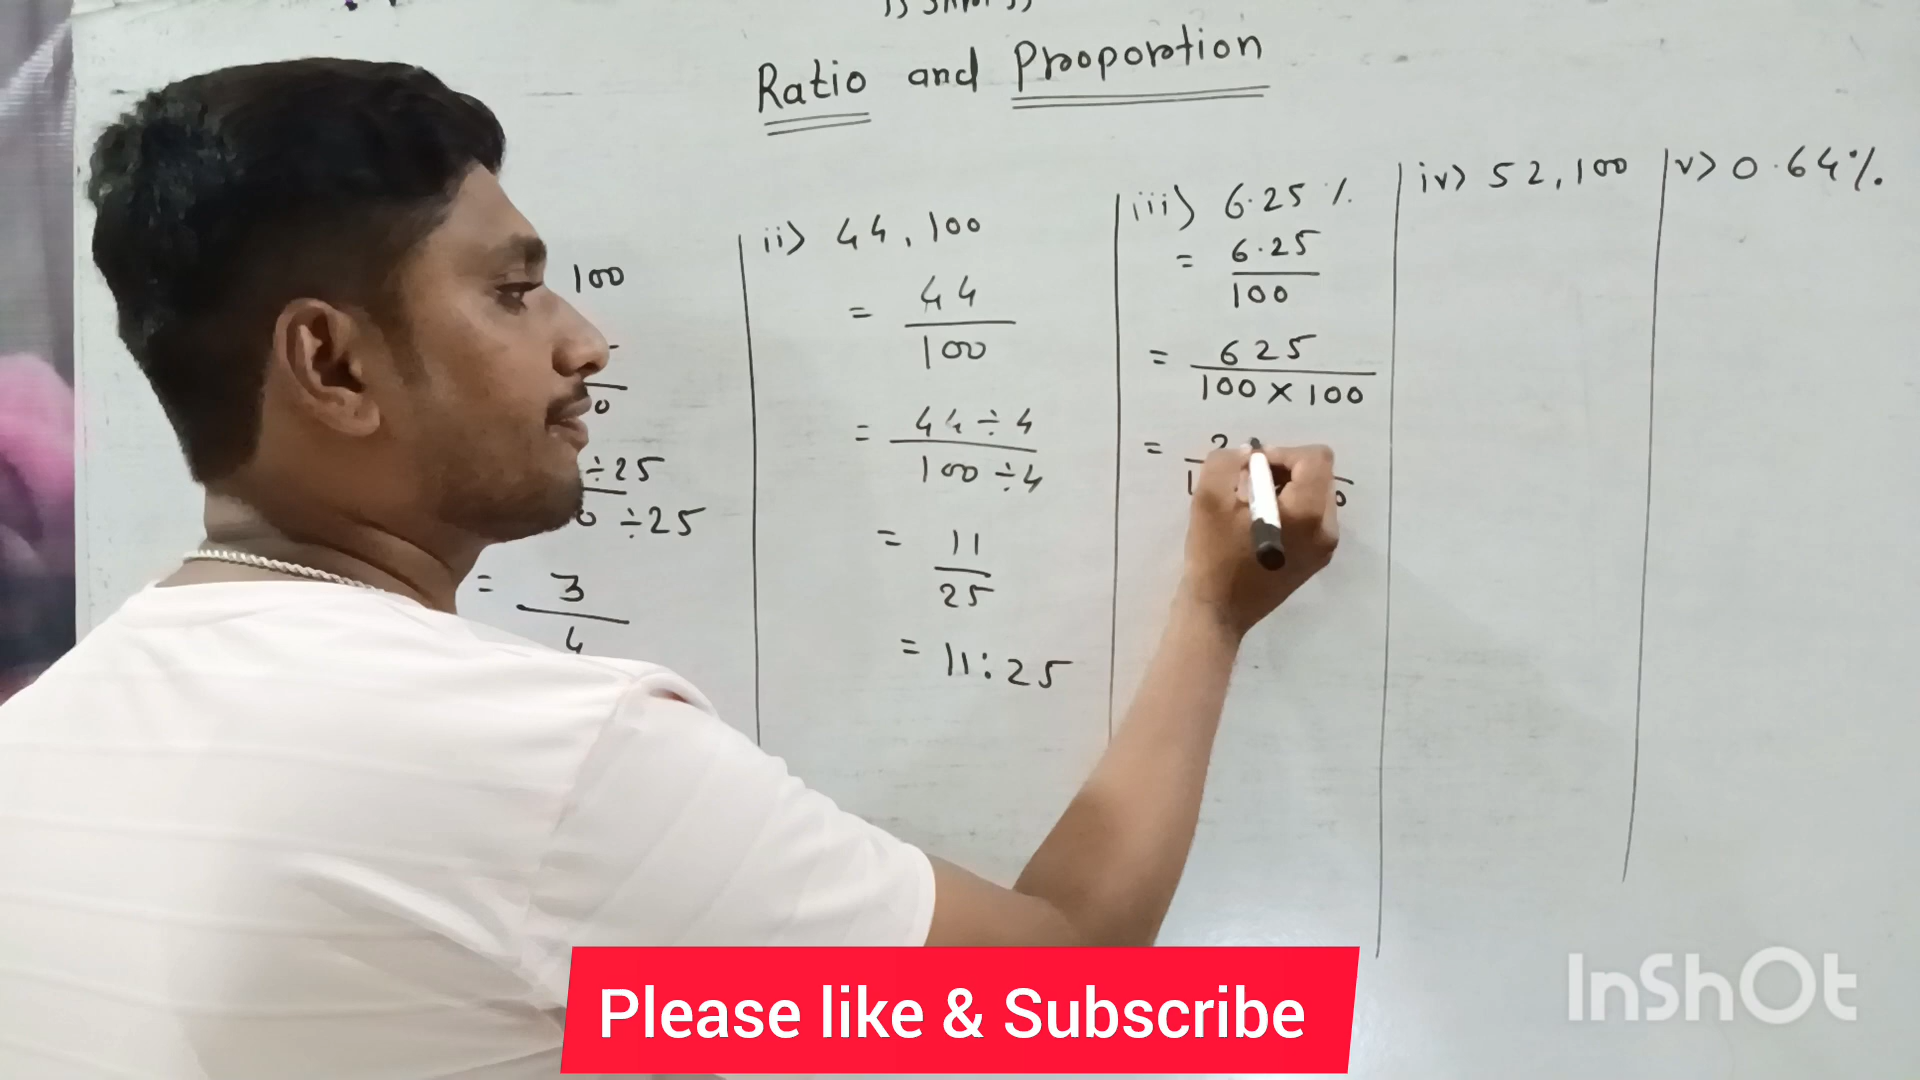 Ratio and Proportion
100
÷25
÷25
= 3
4
ii) 44, 100
= 44
100
= 44÷4
100÷4
= 11
25
= 11:25
iii) 6.25%
= 6.25
100
= 625
100 × 100
=
iv) 52, 100
v) 0.64%.
Please like & Subscribe
InShOt